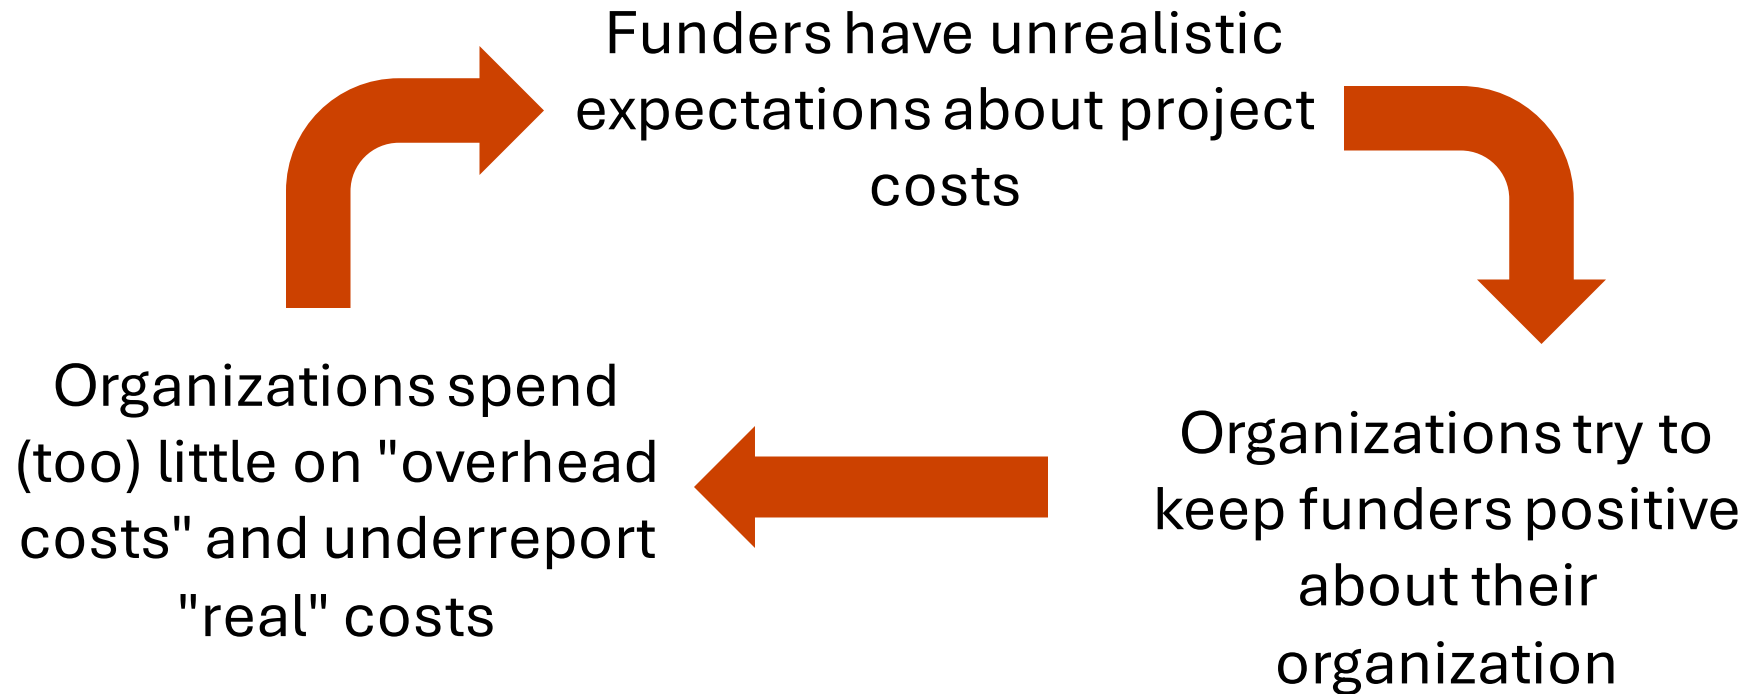 Funders have unrealistic
expectations about project
costs
Organizations try to
keep funders positive
about their
organization
Organizations spend
(too) little on "overhead
costs" and underreport
"real" costs